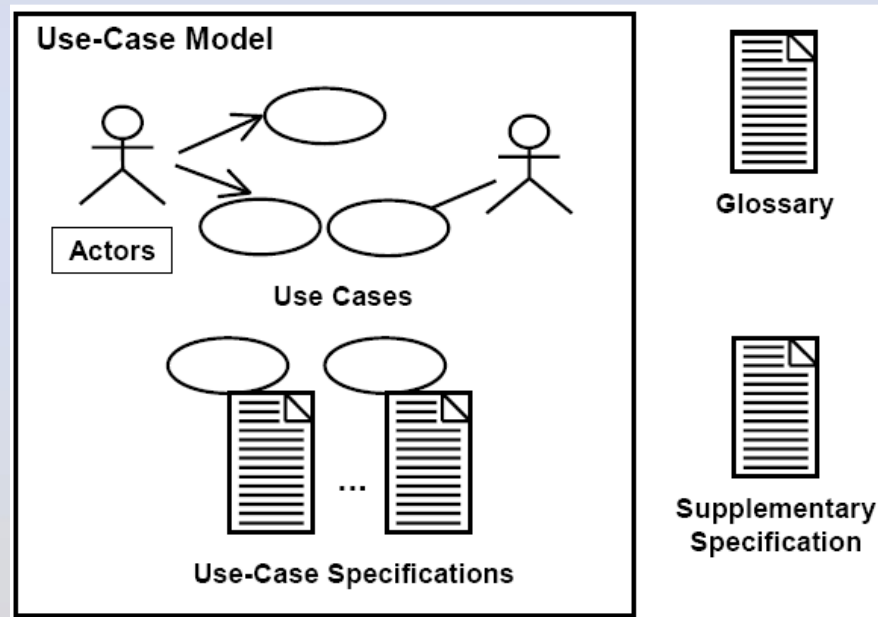 Use-Case Model
Actors
Use Cases
...
Use-Case Specifications
Glossary
Supplementary
Specification